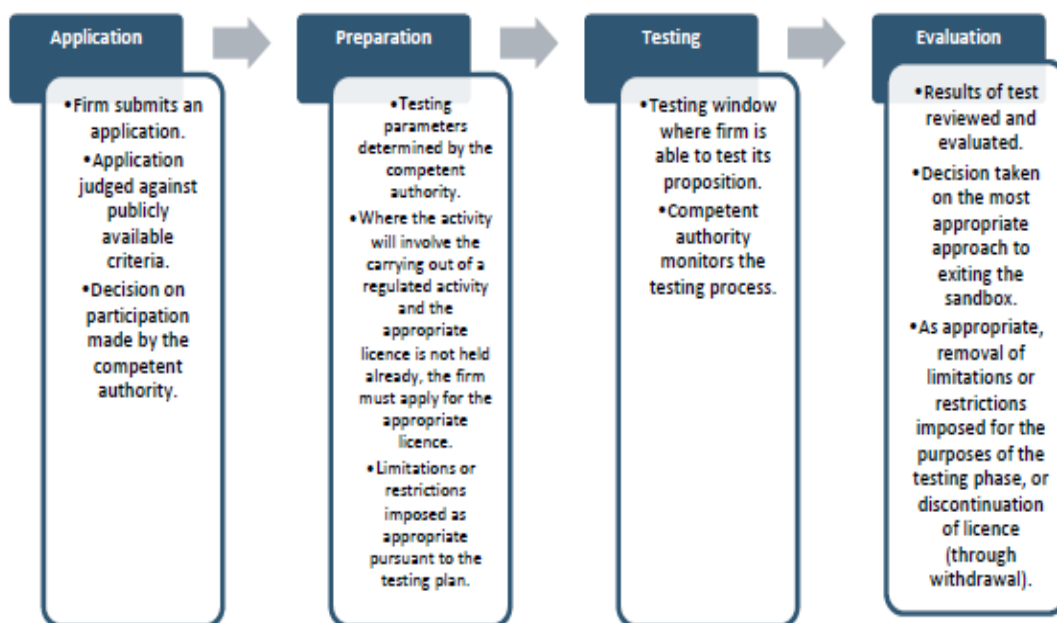 Application
•Firm submits an
application.
•Application
judged against
publicly
available
criteria.
•Decision on
participation
made by the
competent
authority.
Preparation
•Testing
parameters
determined by the
competent
authority.
•Where the activity
will involve the
carrying out of a
regulated activity
and the
appropriate
licence is not held
already, the firm
must apply for the
appropriate
licence.
•Limitations or
restrictions
imposed as
appropriate
pursuant to the
testing plan.
Testing
•Testing window
where firm is
able to test its
proposition.
•Competent
authority
monitors the
testing process.
Evaluation
•Results of test
reviewed and
evaluated.
•Decision taken
on the most
appropriate
approach to
exiting the
sandbox.
•As appropriate,
removal of
limitations or
restrictions
imposed for the
purposes of the
testing phase, or
discontinuation
of licence
(through
withdrawal).